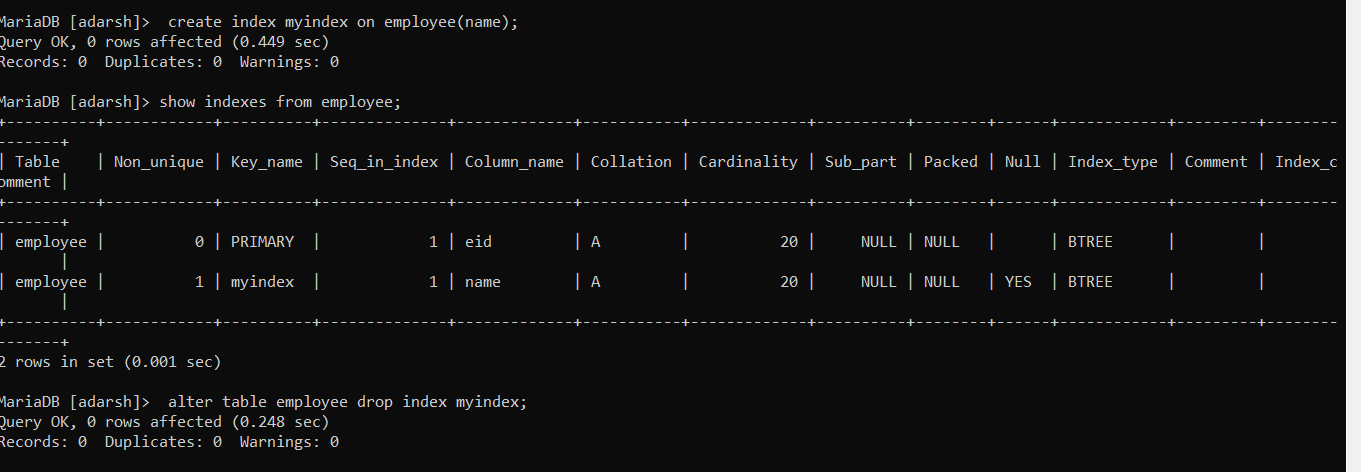 MariaDB [adarsh]>  create index myindex on employee(name);
Query OK, 0 rows affected (0.449 sec)
Records: 0  Duplicates: 0  Warnings: 0

MariaDB [adarsh]> show indexes from employee;
+----------+------------+----------+--------------+-------------+-----------+-------------+----------+--------+------+------------+---------+--------
-------+
| Table    | Non_unique | Key_name | Seq_in_index | Column_name | Collation | Cardinality | Sub_part | Packed | Null | Index_type | Comment | Index_c
omment |
+----------+------------+----------+--------------+-------------+-----------+-------------+----------+--------+------+------------+---------+--------
-------+
| employee |          0 | PRIMARY  |            1 | eid         | A         |          20 |     NULL | NULL   |      | BTREE      |         |
       |
| employee |          1 | myindex  |            1 | name        | A         |          20 |     NULL | NULL   | YES  | BTREE      |         |
       |
+----------+------------+----------+--------------+-------------+-----------+-------------+----------+--------+------+------------+---------+--------
-------+
2 rows in set (0.001 sec)

MariaDB [adarsh]>  alter table employee drop index myindex;
Query OK, 0 rows affected (0.248 sec)
Records: 0  Duplicates: 0  Warnings: 0